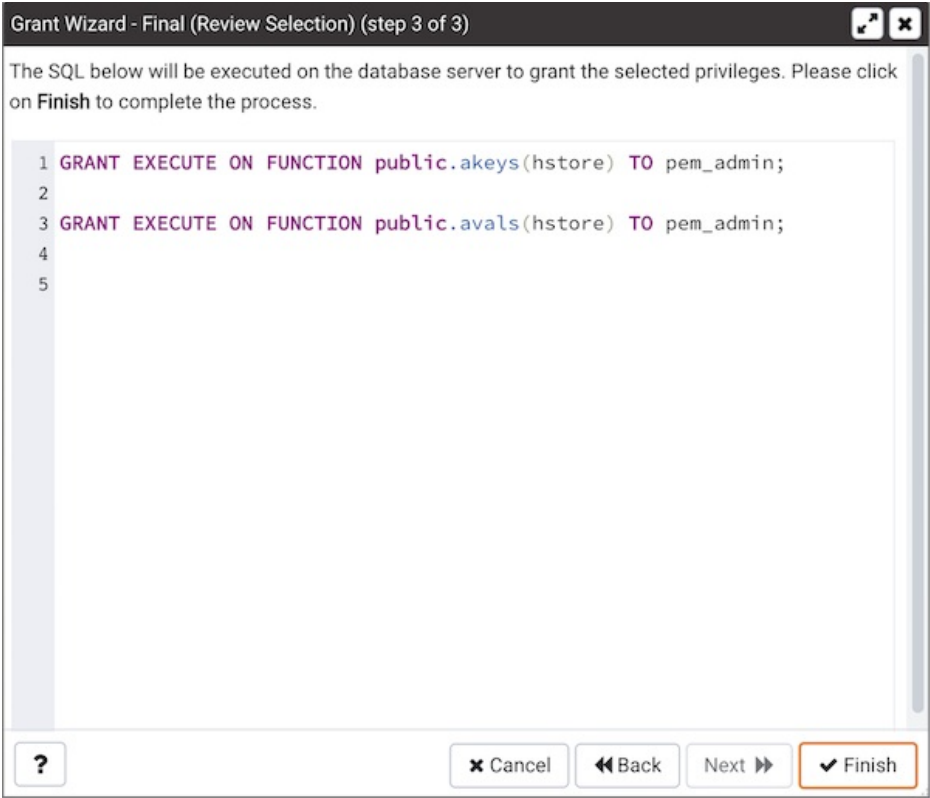 Grant Wizard - Final (Review Selection) (step 3 of 3)
The SQL below will be executed on the database server to grant the selected privileges. Please click
on Finish to complete the process.
1 GRANT EXECUTE ON FUNCTION public.akeys(hstore) TO pem_admin;
2
3 GRANT EXECUTE ON FUNCTION public.avals(hstore) TO pem_admin;
4
5
? Cancel Back Next Finish